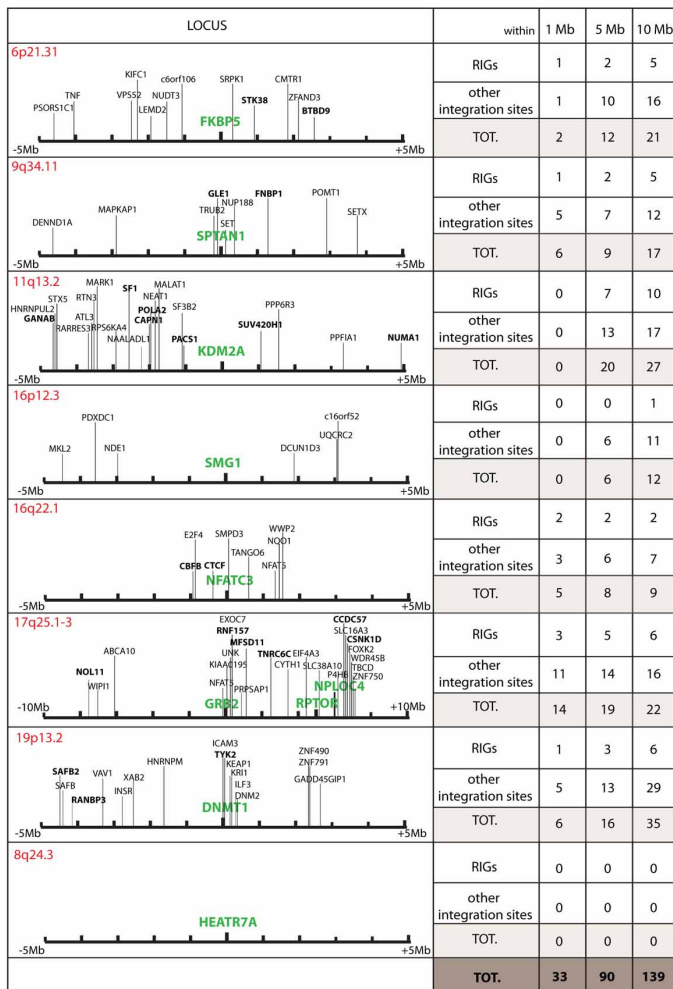 LOCUS within 1 Mb 5 Mb 10 Mb
6p21.31
KIFC1 c6orf106 SRPK1 CMTR1
TNF VPS52 NUDT3 STK38 ZFAND3
PSORS1C1 LEMD2 BTBD9
FKBP5
-5Mb +5Mb
RIGs 1 2 5
other
integration sites 1 10 16
TOT. 2 12 21
9q34.11
GLE1 FNBP1 POMT1
NUP188
MAPKAP1 TRUB2 SETX
DENND1A SET
SPTAN1
-5Mb +5Mb
RIGs 1 2 5
other
integration sites 5 7 12
TOT. 6 9 17
11q13.2
MARK1 SF1 MALAT1
STX5 RTN3 NEAT1
HNRNPUL2 POLA2 SF3B2 PPP6R3
GANAB ATL3 CAPN1
RARRES3 RPS6KA4 SUV420H1
NAALADL1 PACS1 PPFIA1 NUMA1
KDM2A
-5Mb +5Mb
RIGs 0 7 10
other
integration sites 0 13 17
TOT. 0 20 27
16p12.3
PDXDC1 c16orf52
UQCRC2
MKL2 NDE1 DCUN1D3
SMG1
-5Mb +5Mb
RIGs 0 0 1
other
integration sites 0 6 11
TOT. 0 6 12
16q22.1
E2F4 SMPD3 WWP2
NQO1
TANGO6
CBFB CTCF NFAT5
NFATC3
-5Mb +5Mb
RIGs 2 2 2
other
integration sites 3 6 7
TOT. 5 8 9
17q25.1-3
EXOC7 CCDC57
RNF157 SLC16A3
MFSD11 CSNK1D
ABCA10 UNK TNRC6C EIF4A3 FOXK2
KIAAC195 WDR45B
NOL11 CYTH1 SLC38A10 TBCD
WIPI1 NFAT5 P4HB ZNF750
PRPSAP1 NPLOC4
GRB2 RPTOR
-10Mb +10Mb
RIGs 3 5 6
other
integration sites 11 14 16
TOT. 14 19 22
19p13.2
ICAM3 ZNF490
HNRNPM TYK2 ZNF791
SAFB2 VAV1 XAB2 KEAP1
SAFB KRI1 GADD45GIP1
INSR ILF3
RANBP3 DNM2
DNMT1
-5Mb +5Mb
RIGs 1 3 6
other
integration sites 5 13 29
TOT. 6 16 35
8q24.3
HEATR7A
-5Mb +5Mb
RIGs 0 0 0
other
integration sites 0 0 0
TOT. 0 0 0
TOT. 33 90 139